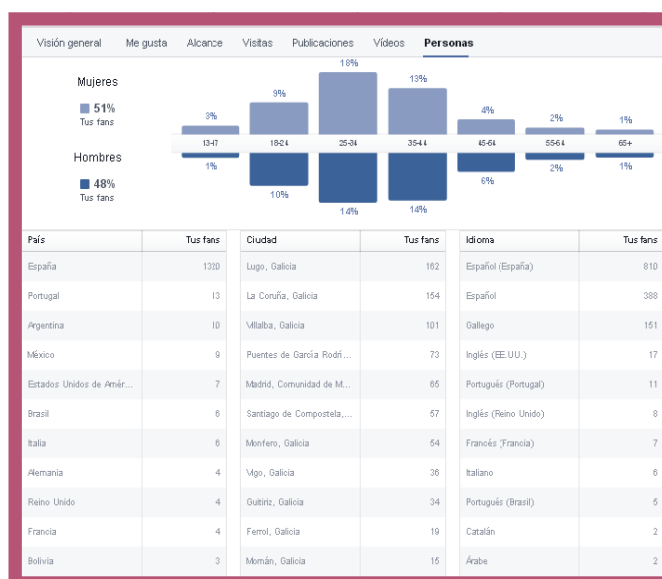 Visión general Me gusta Alcance Visitas Publicaciones Vídeos Personas
Mujeres
51%
Tus fans
3% 9% 18% 13% 4% 2% 1%
13-17 18-24 25-34 35-44 45-54 55-64 65+
Hombres
48%
Tus fans
1% 10% 14% 14% 6% 2% 1%
País Tus fans Ciudad Tus fans Idioma Tus fans
España 1320 Lugo, Galicia 162 Español (España) 810
Portugal 13 La Coruña, Galicia 154 Español 388
Argentina 10 Villalba, Galicia 101 Gallego 151
México 9 Puentes de García Rodrí... 73 Inglés (EE.UU.) 17
Estados Unidos de Amér... 7 Madrid, Comunidad de M... 65 Portugués (Portugal) 11
Brasil 6 Santiago de Compostela,... 57 Inglés (Reino Unido) 8
Italia 6 Monfero, Galicia 54 Francés (Francia) 7
Alemania 4 Vigo, Galicia 36 Italiano 6
Reino Unido 4 Guitiriz, Galicia 34 Portugués (Brasil) 5
Francia 4 Ferrol, Galicia 19 Catalán 2
Bolivia 3 Momán, Galicia 15 Árabe 2